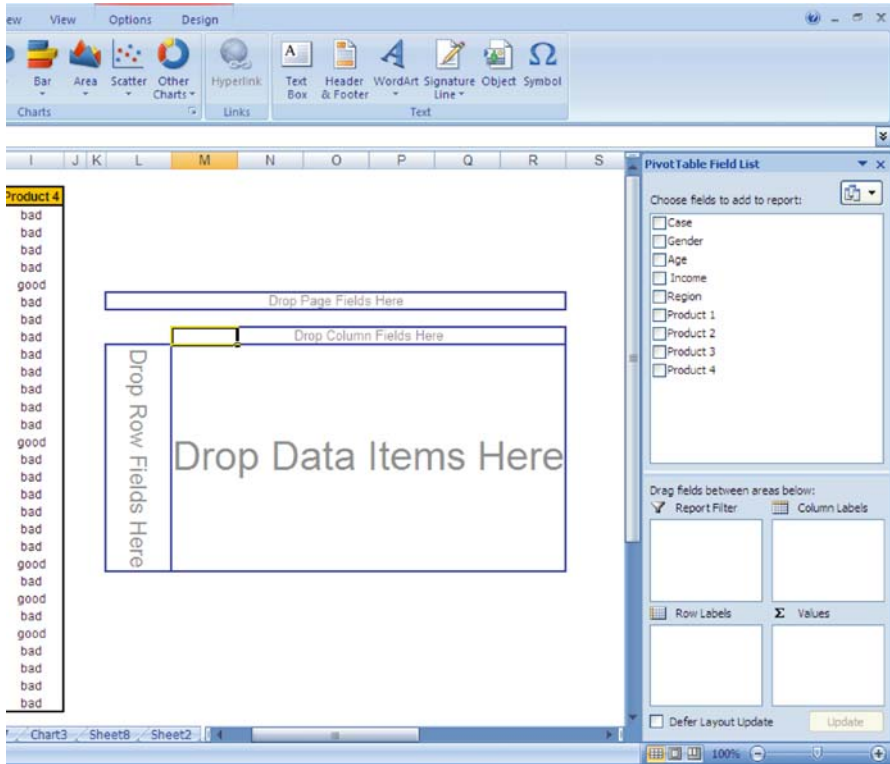 ew View Options Design
Bar Area Scatter Other Charts Hyperlink Text Box Header & Footer WordArt Signature Line Object Symbol
Charts Links Text
I J K L M N O P Q R S
Product 4
bad
bad
bad
bad
good
bad
bad
bad
bad
bad
bad
bad
bad
good
bad
bad
bad
bad
bad
bad
good
bad
good
bad
good
bad
bad
bad
bad
Drop Page Fields Here
Drop Column Fields Here
Drop Row Fields Here
Drop Data Items Here
PivotTable Field List
Choose fields to add to report:
Case
Gender
Age
Income
Region
Product 1
Product 2
Product 3
Product 4
Drag fields between areas below:
Report Filter Column Labels
Row Labels Σ Values
Defer Layout Update Update
Chart3 Sheet8 Sheet2
100%